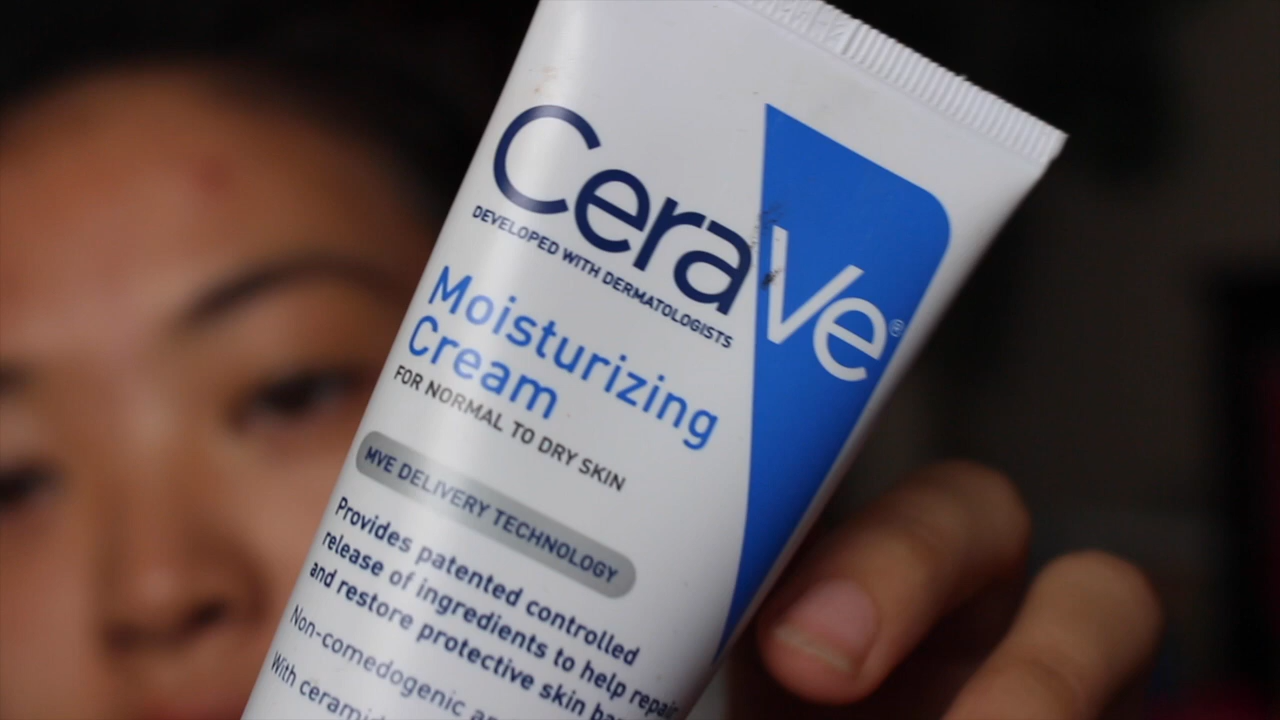 CeraVe®
DEVELOPED WITH DERMATOLOGISTS
Moisturizing
Cream
FOR NORMAL TO DRY SKIN
MVE DELIVERY TECHNOLOGY
Provides patented controlled
release of ingredients to help repair
and restore protective skin
Non-comedogenic
With